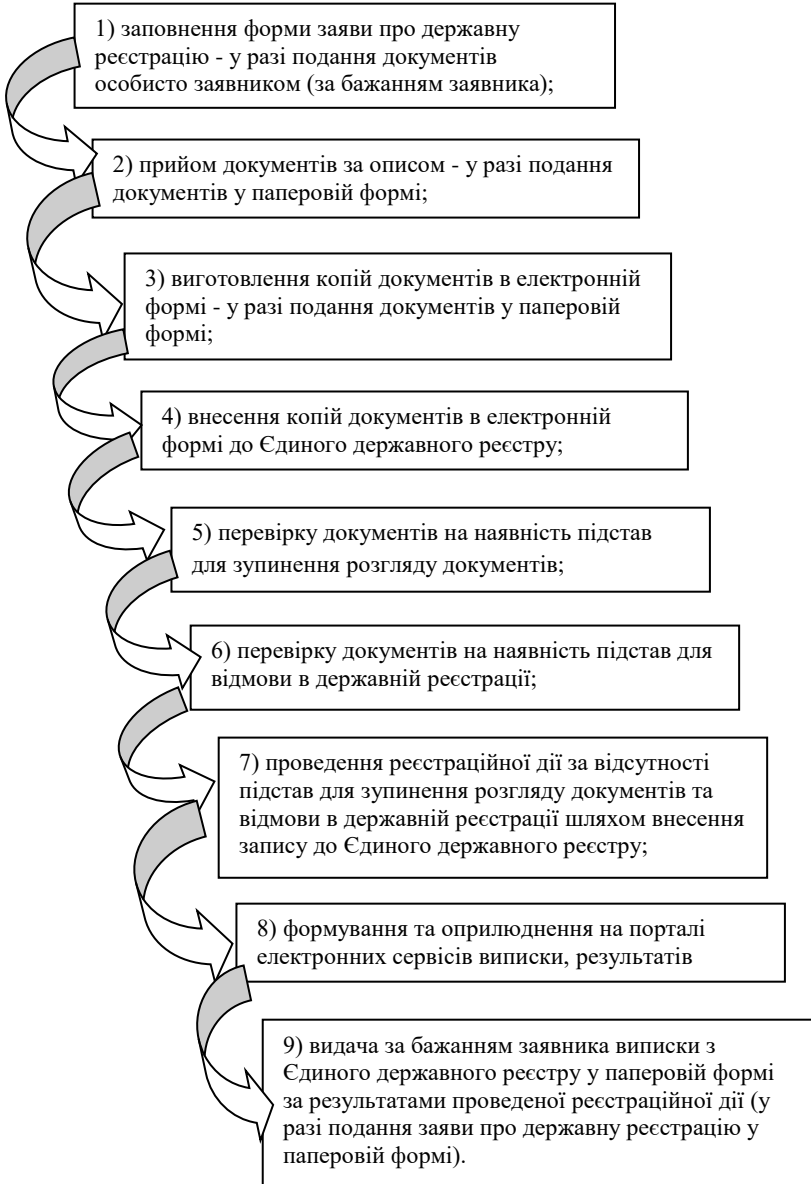 1) заповнення форми заяви про державну
реєстрацію - у разі подання документів
особисто заявником (за бажанням заявника);
2) прийом документів за описом - у разі подання
документів у паперовій формі;
3) виготовлення копій документів в електронній
формі - у разі подання документів у паперовій
формі;
4) внесення копій документів в електронній
формі до Єдиного державного реєстру;
5) перевірку документів на наявність підстав
для зупинення розгляду документів;
6) перевірку документів на наявність підстав для
відмови в державній реєстрації;
7) проведення реєстраційної дії за відсутності
підстав для зупинення розгляду документів та
відмови в державній реєстрації шляхом внесення
запису до Єдиного державного реєстру;
8) формування та оприлюднення на порталі
електронних сервісів виписки, результатів
9) видача за бажанням заявника виписки з
Єдиного державного реєстру у паперовій формі
за результатами проведеної реєстраційної дії (у
разі подання заяви про державну реєстрацію у
паперовій формі).